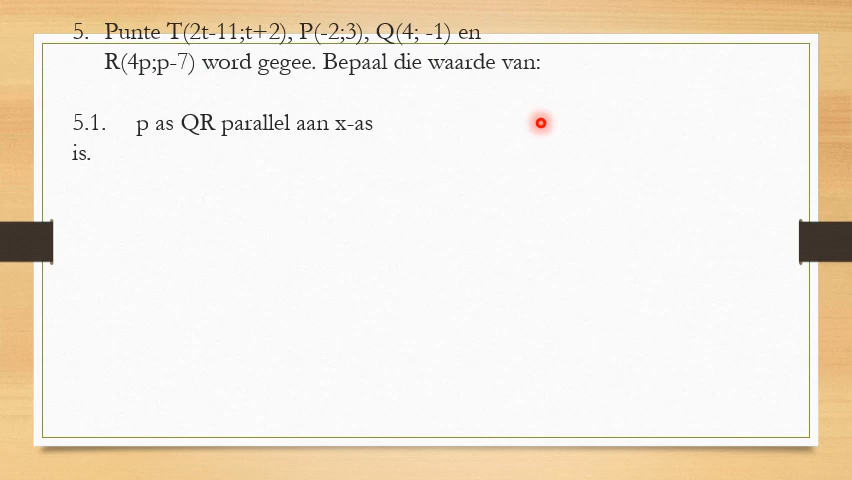 5. Punte T(2t-11;t+2), P(-2;3), Q(4; -1) en
R(4p;p-7) word gegee. Bepaal die waarde van:
5.1. p as QR parallel aan x-as
is.